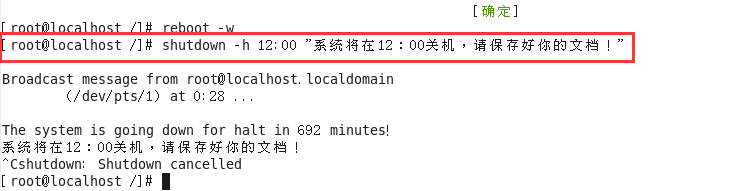 [确定]
[root@localhost /]# reboot -w
[root@localhost /]# shutdown -h 12:00 "系统将在12：00关机，请保存好你的文档！"
Broadcast message from root@localhost.localdomain
(/dev/pts/1) at 0:28 ...
The system is going down for halt in 692 minutes!
系统将在12：00关机，请保存好你的文档！
^Cshutdown: Shutdown cancelled
[root@localhost /]#